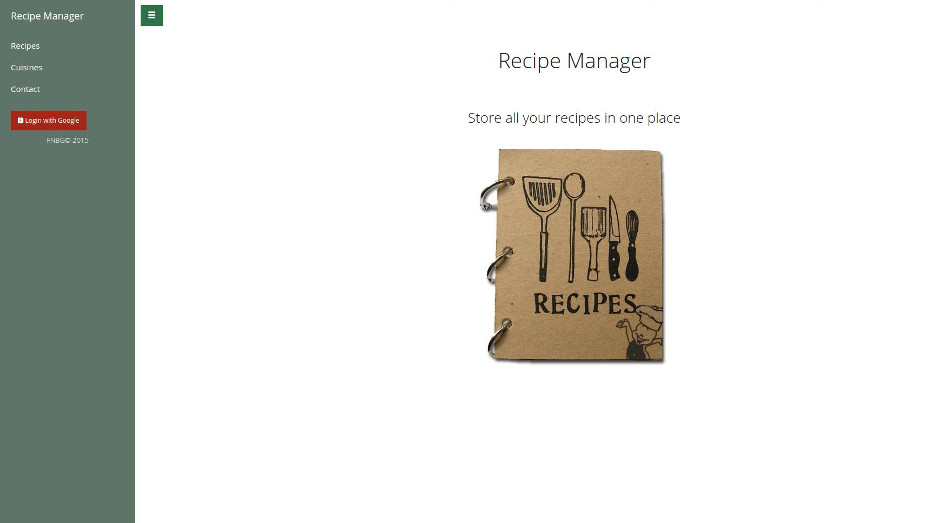 Recipe Manager
Recipes
Cuisines
Contact
Login with Google
FNBG© 2015
Recipe Manager
Store all your recipes in one place
RECIPES